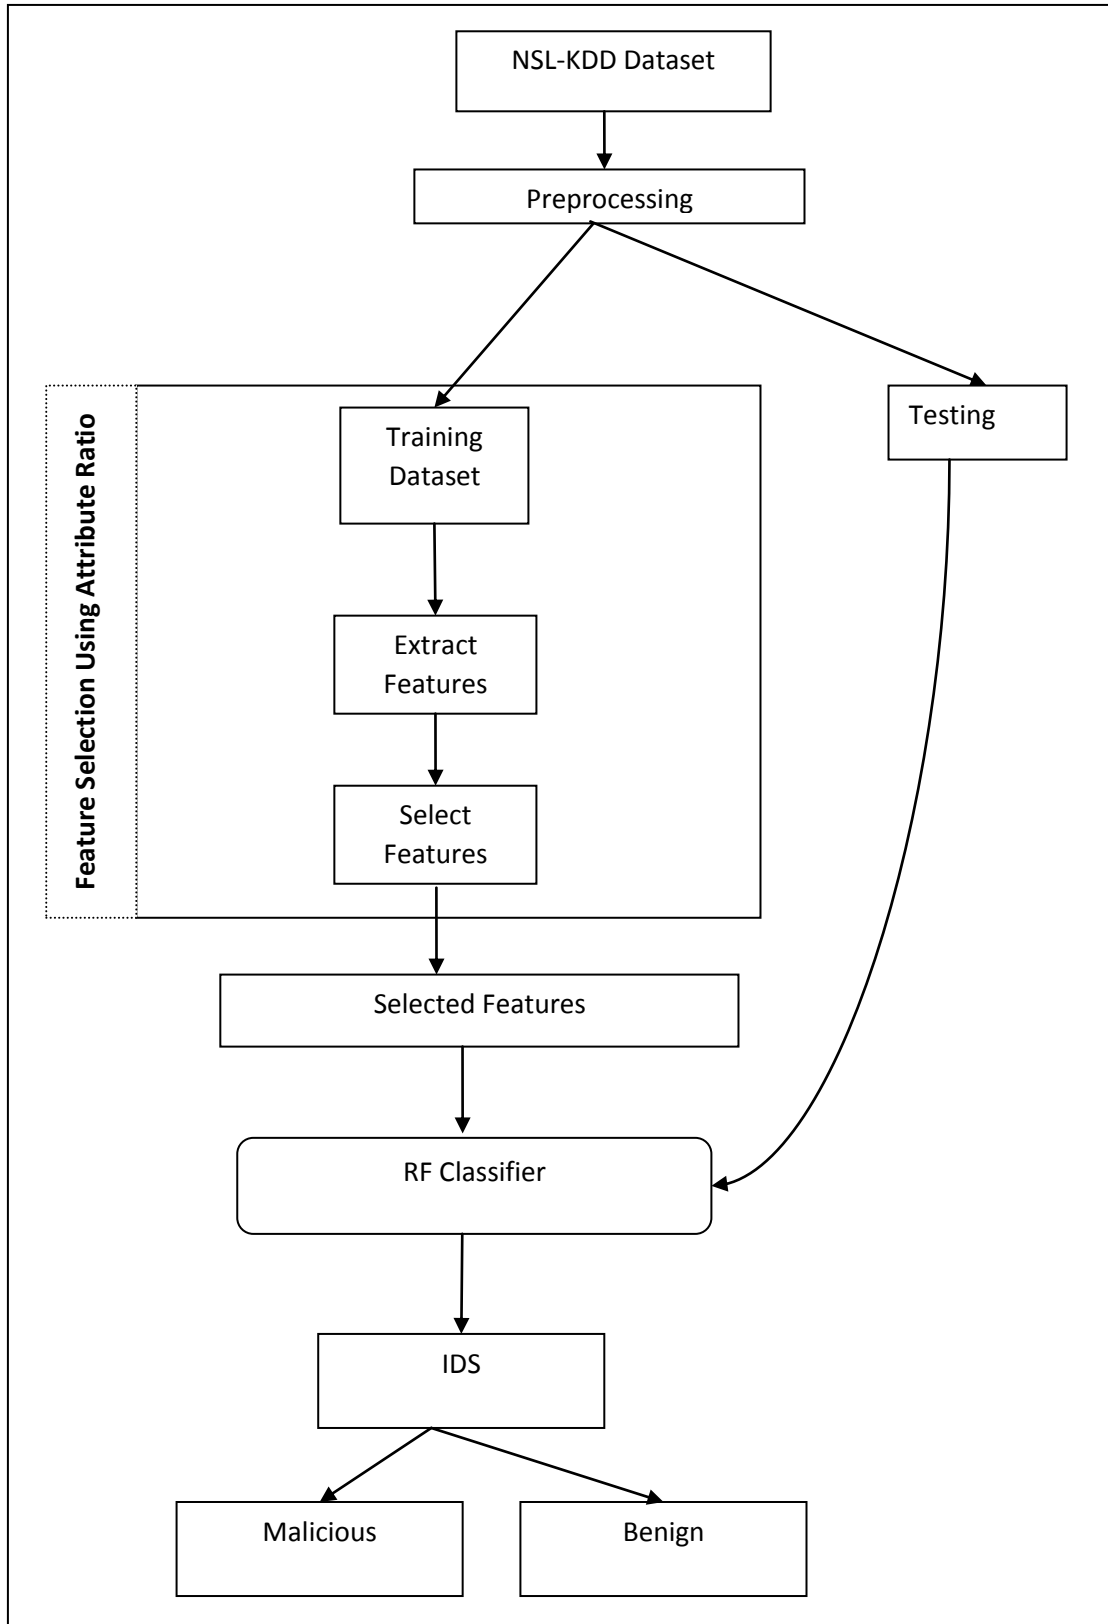 NSL-KDD Dataset
Preprocessing
Feature Selection Using Attribute Ratio
Training
Dataset
Testing
Extract
Features
Select
Features
Selected Features
RF Classifier
IDS
Malicious
Benign